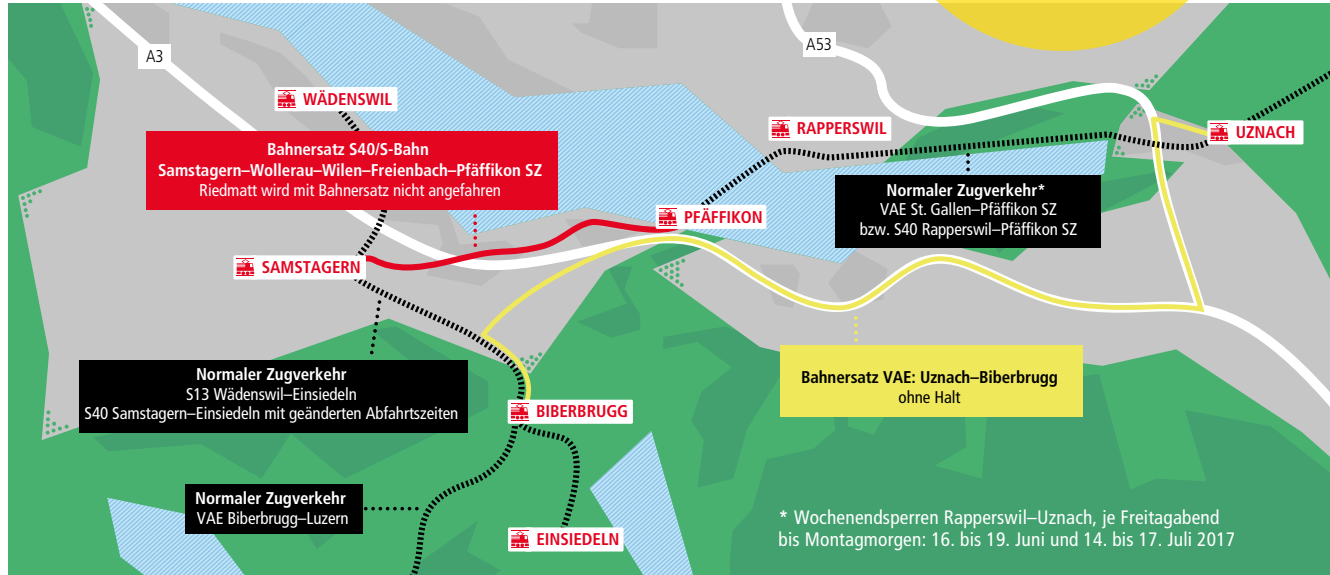 A3
A53
WÄDENSWIL
RAPPERSWIL
UZNACH
Bahnersatz S40/S-Bahn
Samstagern–Wollerau–Wilen–Freienbach–Pfäffikon SZ
Riedmatt wird mit Bahnersatz nicht angefahren
Normaler Zugverkehr*
VAE St. Gallen–Pfäffikon SZ
bzw. S40 Rapperswil–Pfäffikon SZ
PFÄFFIKON
SAMSTAGERN
Normaler Zugverkehr
S13 Wädenswil–Einsiedeln
S40 Samstagern–Einsiedeln mit geänderten Abfahrtszeiten
Bahnersatz VAE: Uznach–Biberbrugg
ohne Halt
BIBERBRUGG
Normaler Zugverkehr
VAE Biberbrugg–Luzern
EINSIEDELN
* Wochenendsperren Rapperswil–Uznach, je Freitagabend
bis Montagmorgen: 16. bis 19. Juni und 14. bis 17. Juli 2017